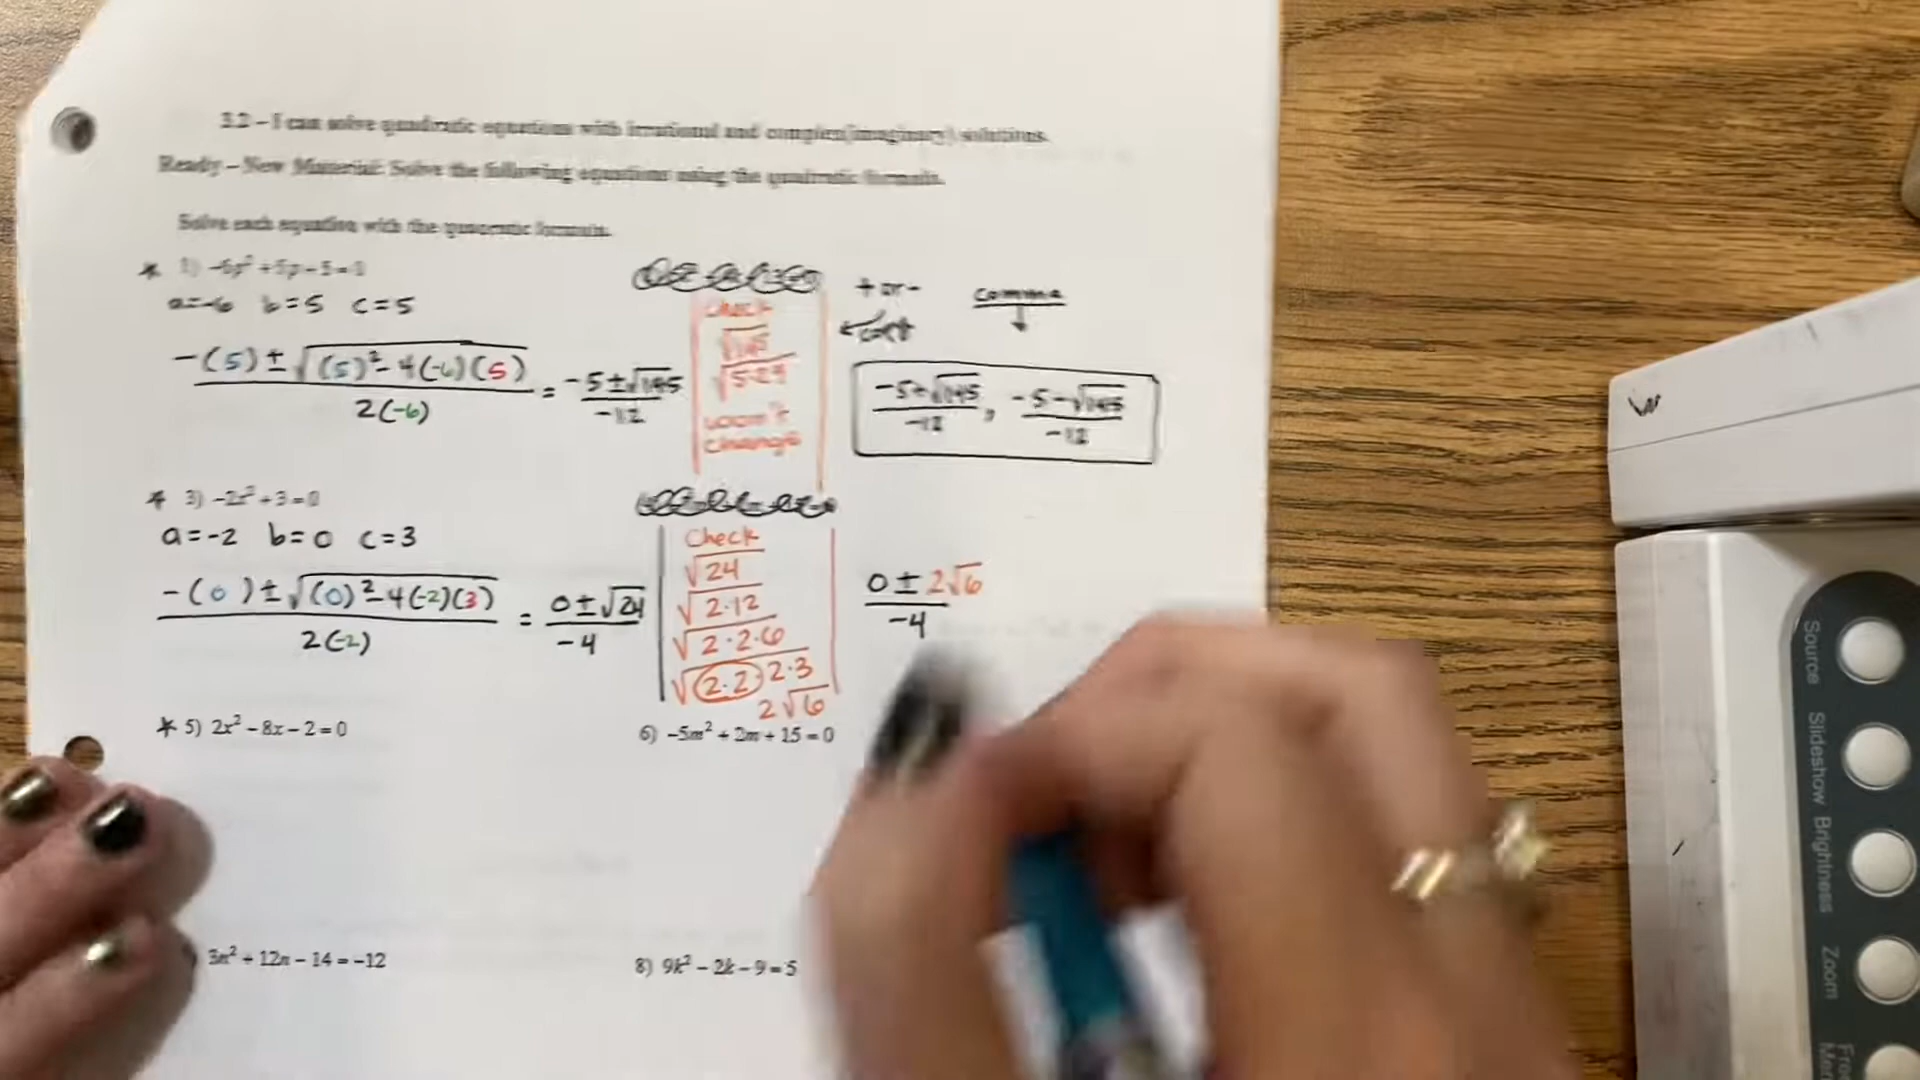 3.2 – I can solve quadratic equations with irrational and complex(imaginary) solutions.
Ready – New Material: Solve the following equations using the quadratic formula.
Solve each equation with the quadratic formula.
* 1) -6p² + 5p - 5 = 0
a=-6 b=5 c=5
-(5) ± √(5)² - 4(-6)(5) / 2(-6) = -5±√145 / -12
Check
√145
√5·29
won't
change
+ or -
comma
-5+√145 / -12 , -5-√145 / -12
* 3) -2x² + 3 = 0
a=-2 b=0 c=3
-(0) ± √(0)² - 4(-2)(3) / 2(-2) = 0±√24 / -4
Check
√24
√2·12
√2·2·6
√2·2 2·3
2√6
0 ± 2√6 / -4
* 5) 2x² - 8x - 2 = 0
6) -5m² + 2m + 15 = 0
3n² + 12n - 14 = -12
8) 9k² - 2k - 9 = 5
Source
Slideshow
Brightness
Zoom